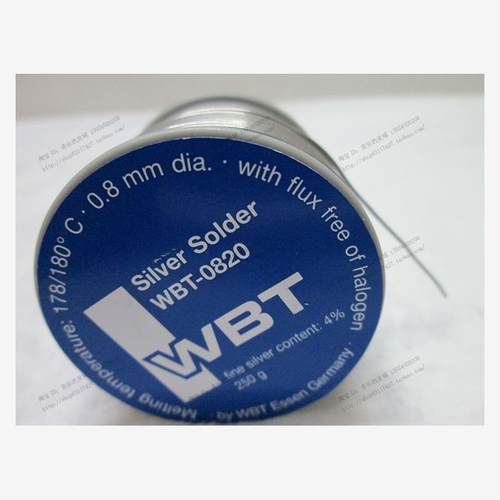 Melting temperature: 178/180° C · 0.8 mm dia. · with flux free of halogen
Silver Solder
WBT-0820
WBT
fine silver content: 4%
250 g
by WBT Essen Germany